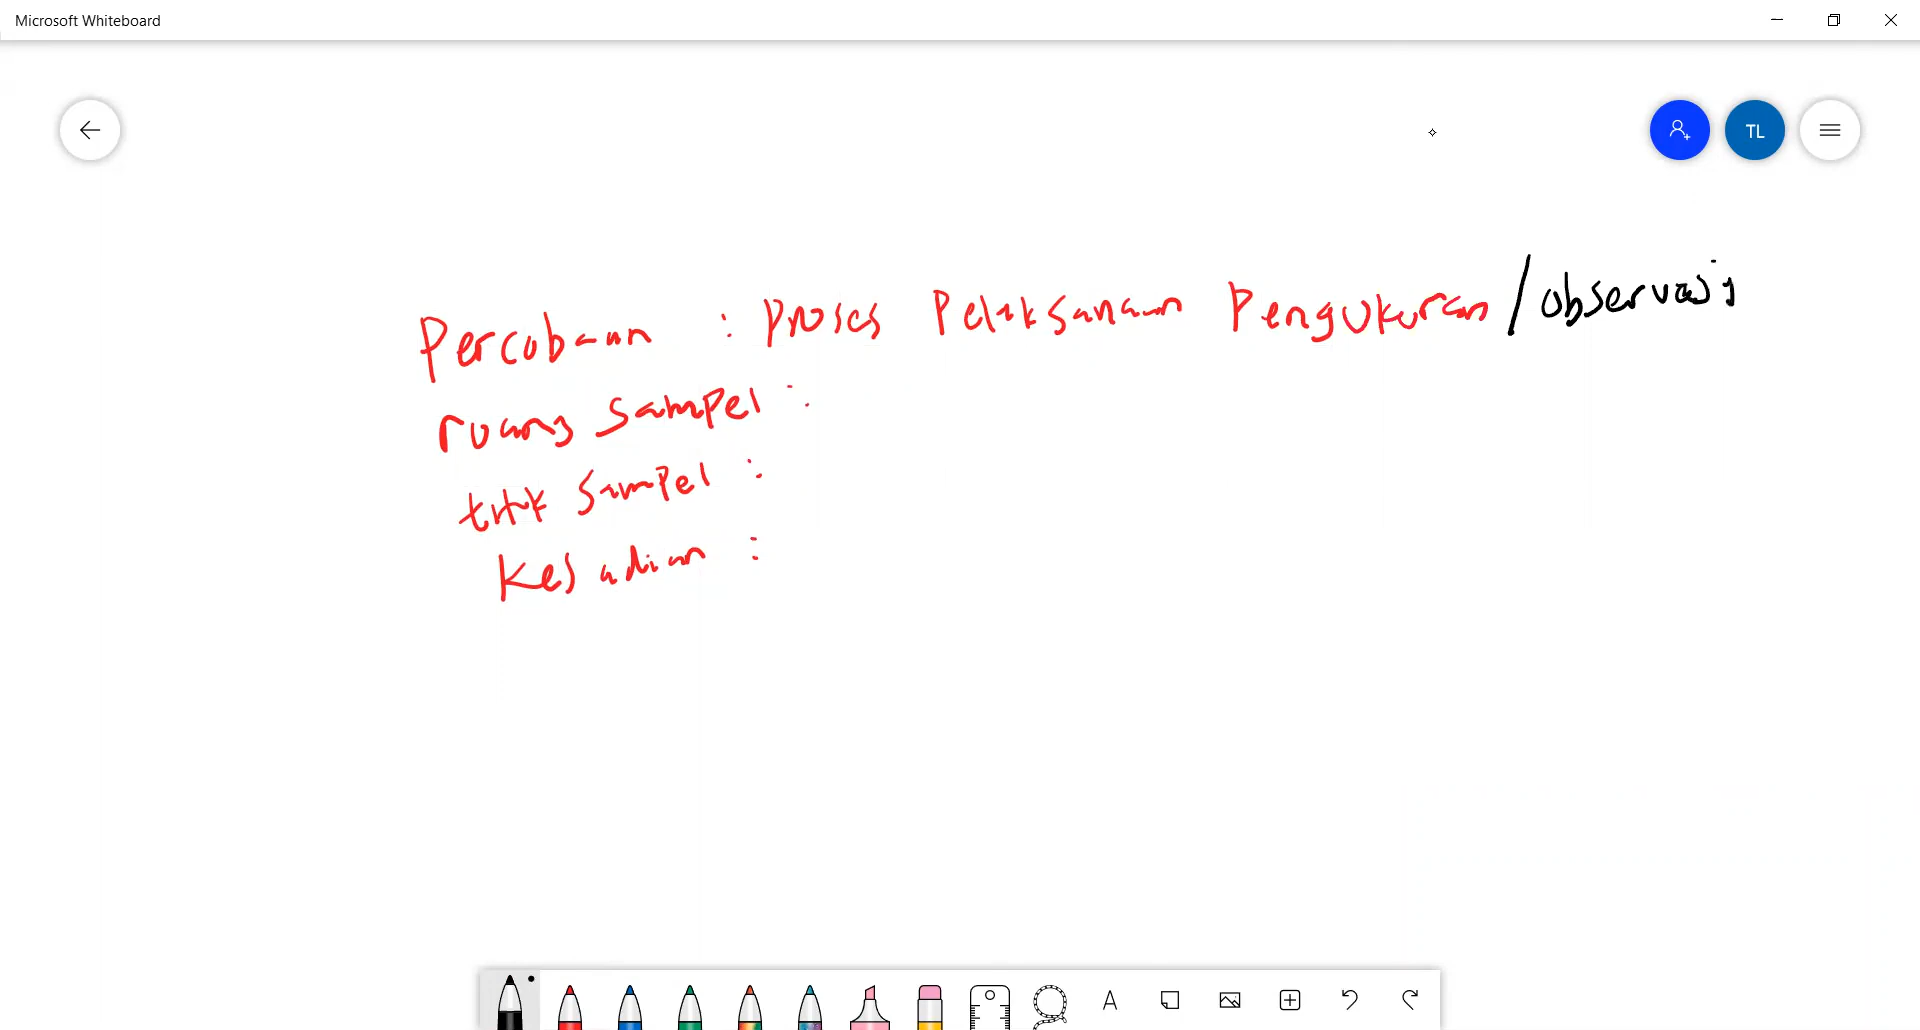 Microsoft Whiteboard
TL
Percobaan : Proses Pelaksanaan Pengukuran / observasi
ruang sampel :
titik sampel :
Kejadian :
A